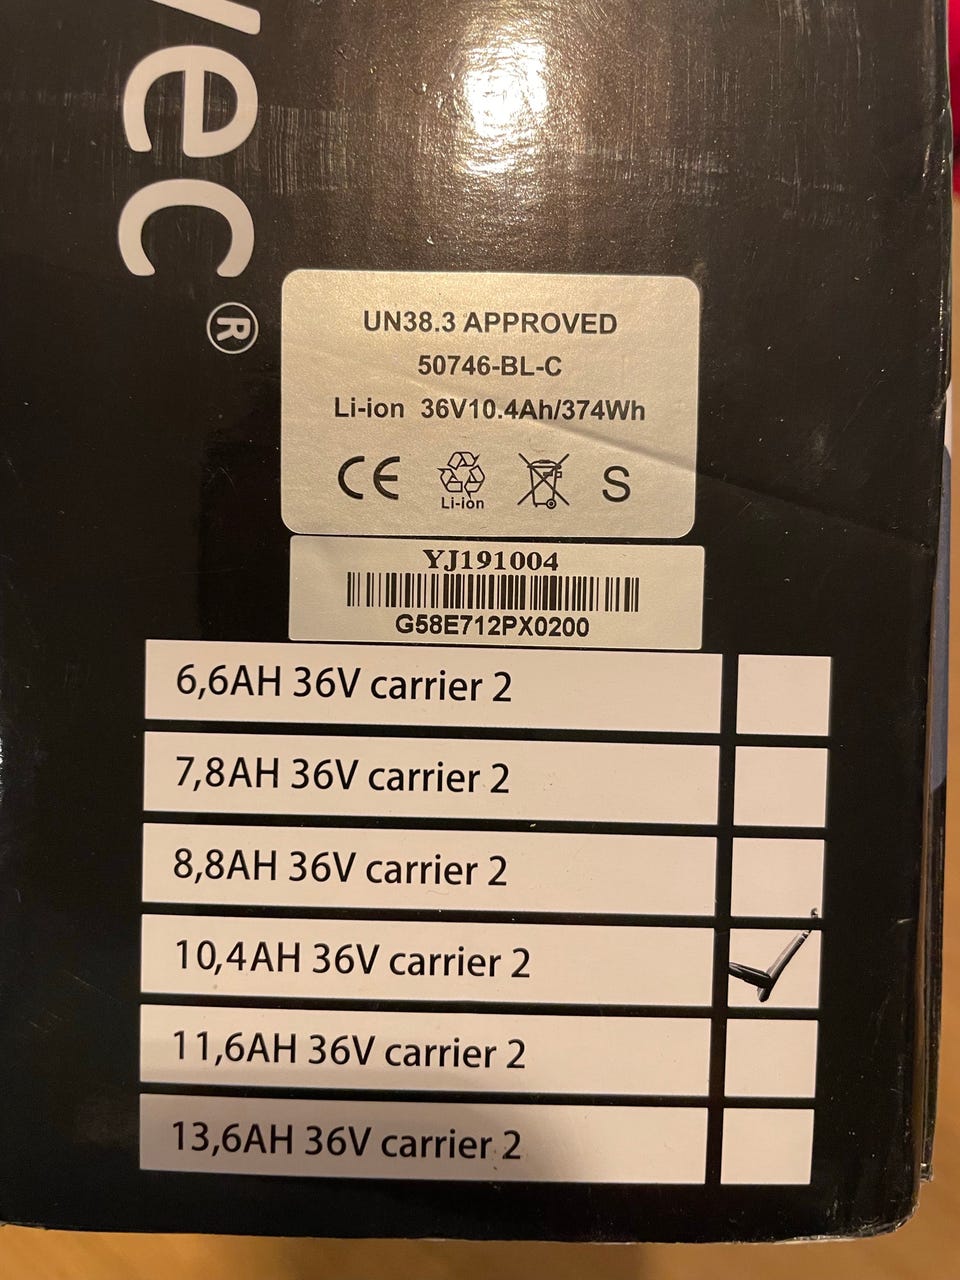 vec®
UN38.3 APPROVED
50746-BL-C
Li-ion 36V10.4Ah/374Wh
CE Li-ion S
YJ191004
G58E712PX0200
6,6AH 36V carrier 2
7,8AH 36V carrier 2
8,8AH 36V carrier 2
10,4AH 36V carrier 2
11,6AH 36V carrier 2
13,6AH 36V carrier 2